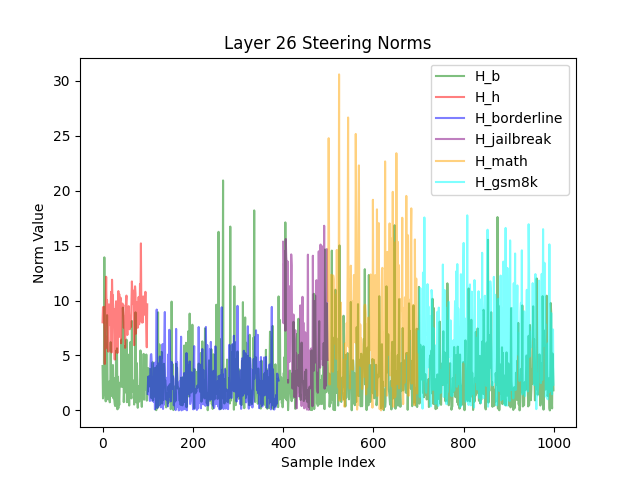 Layer 26 Steering Norms
Norm Value
30
25
20
15
10
5
0
0
200
400
600
800
1000
Sample Index
H_b
H_h
H_borderline
H_jailbreak
H_math
H_gsm8k